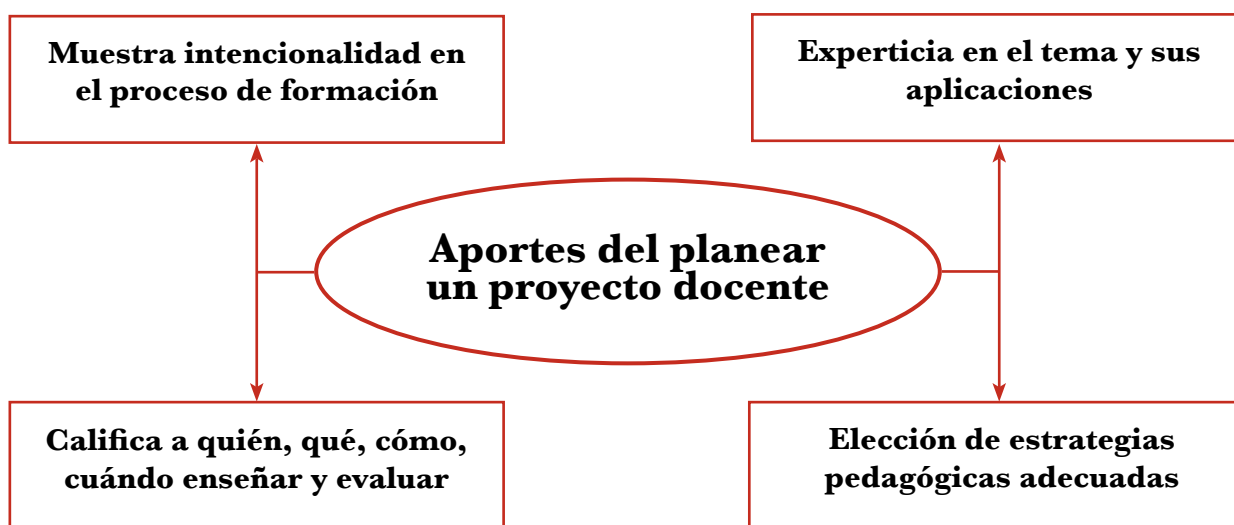 Muestra intencionalidad en
el proceso de formación
Experticia en el tema y sus
aplicaciones
Aportes del planear
un proyecto docente
Califica a quién, qué, cómo,
cuándo enseñar y evaluar
Elección de estrategias
pedagógicas adecuadas